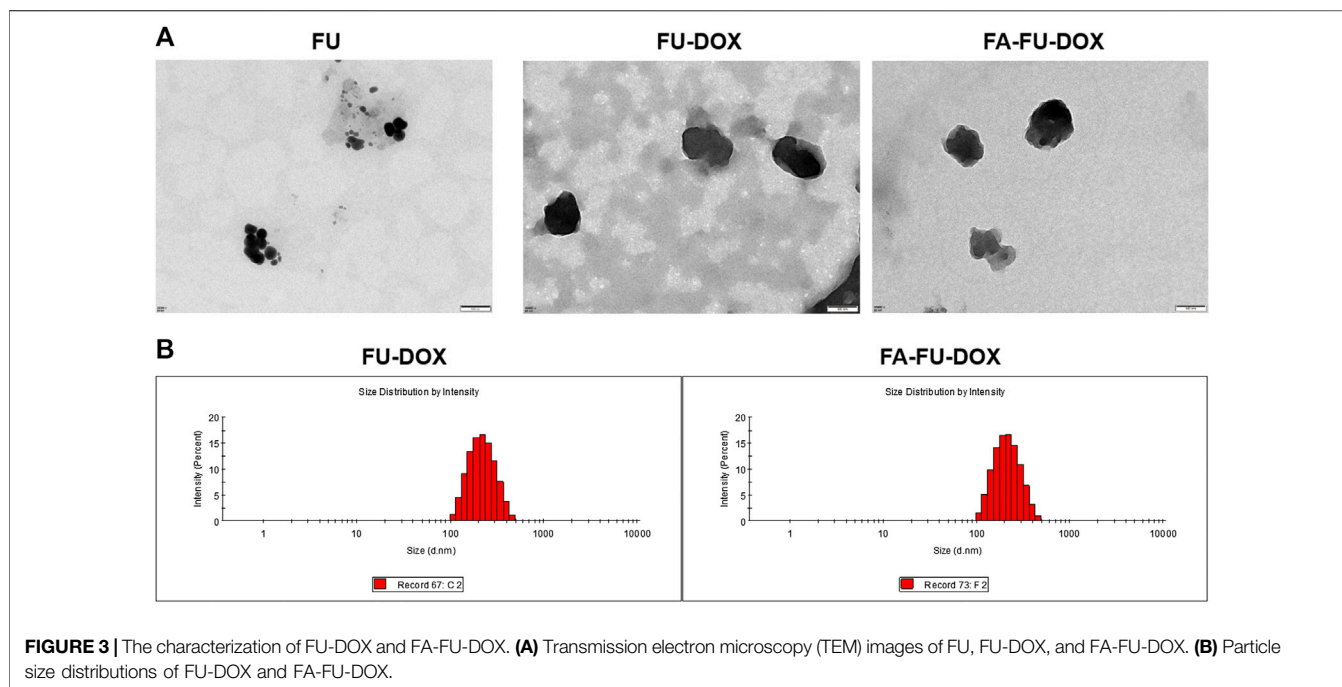 A
FU
FU-DOX
FA-FU-DOX
B
FU-DOX
FA-FU-DOX
Size Distribution by Intensity
Intensity (Percent)
20
15
10
5
0
1
10
100
1000
10000
Size (d.nm)
Record 67: C 2
Size Distribution by Intensity
Intensity (Percent)
20
15
10
5
0
1
10
100
1000
10000
Size (d.nm)
Record 73: F 2
FIGURE 3 | The characterization of FU-DOX and FA-FU-DOX. (A) Transmission electron microscopy (TEM) images of FU, FU-DOX, and FA-FU-DOX. (B) Particle
size distributions of FU-DOX and FA-FU-DOX.